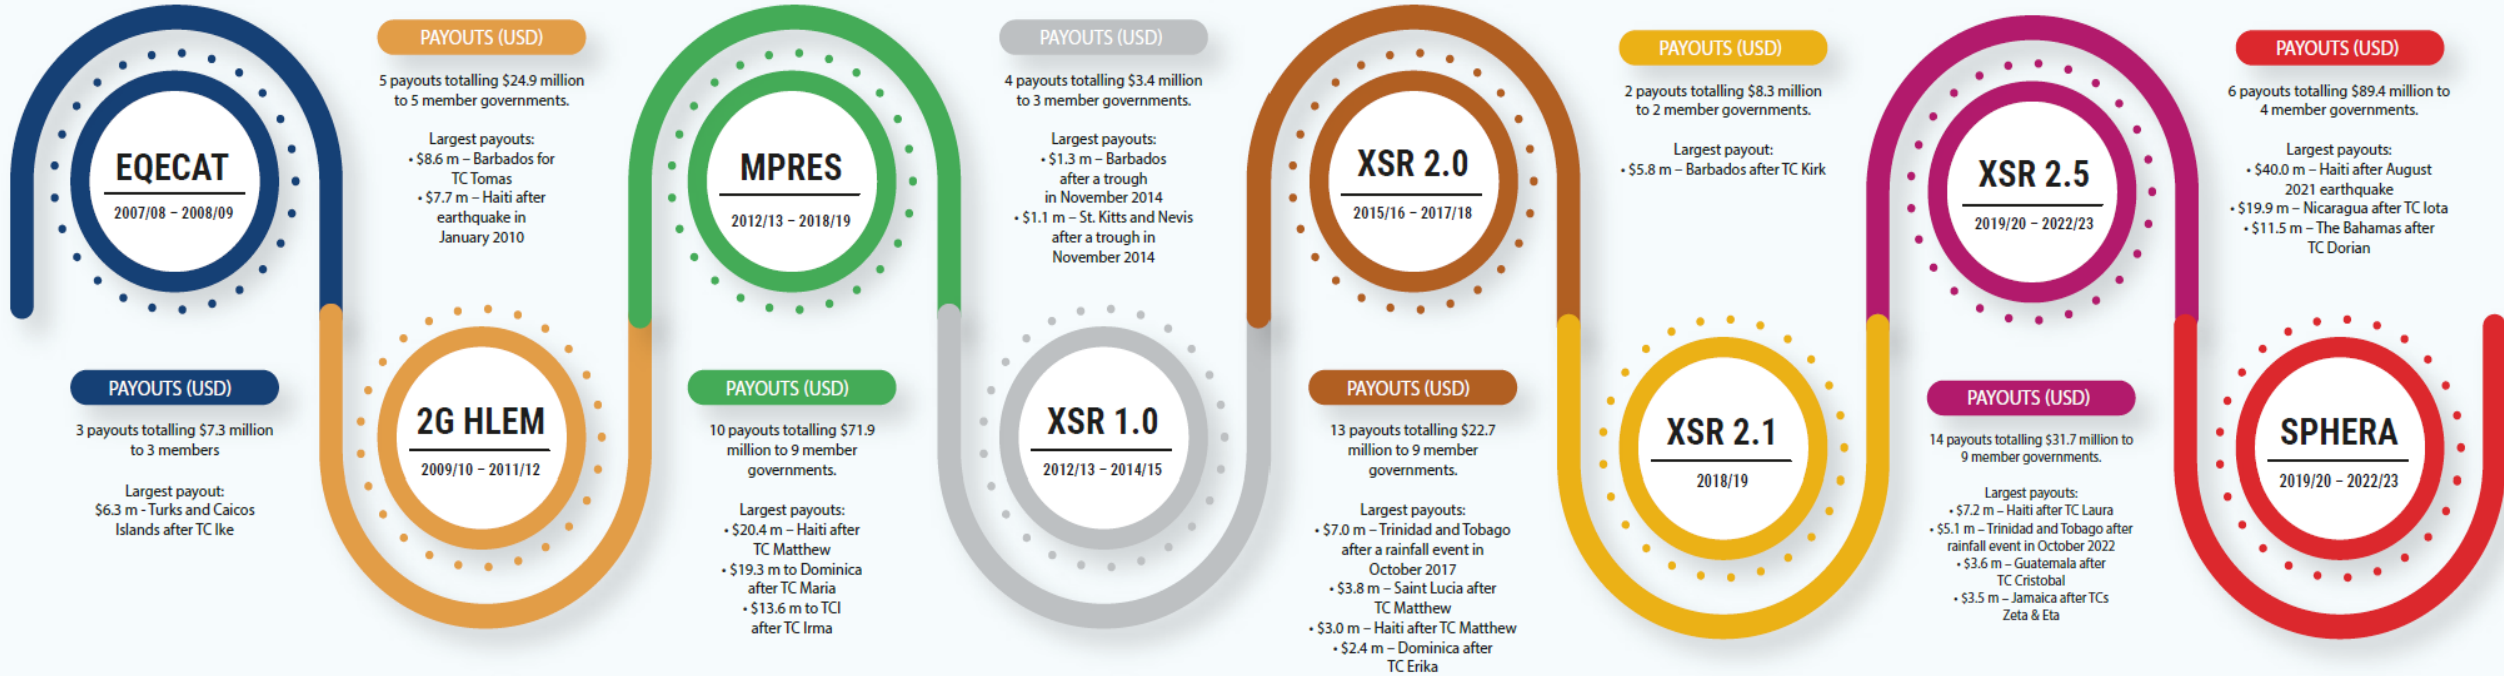 EQECAT
2007/08 – 2008/09
PAYOUTS (USD)
3 payouts totalling $7.3 million
to 3 members
Largest payout:
$6.3 m - Turks and Caicos
Islands after TC Ike
PAYOUTS (USD)
5 payouts totalling $24.9 million
to 5 member governments.
Largest payouts:
• $8.6 m – Barbados for
TC Tomas
• $7.7 m – Haiti after
earthquake in
January 2010
2G HLEM
2009/10 – 2011/12
MPRES
2012/13 – 2018/19
PAYOUTS (USD)
10 payouts totalling $71.9
million to 9 member
governments.
Largest payouts:
• $20.4 m – Haiti after
TC Matthew
• $19.3 m to Dominica
after TC Maria
• $13.6 m to TCI
after TC Irma
PAYOUTS (USD)
4 payouts totalling $3.4 million
to 3 member governments.
Largest payouts:
• $1.3 m – Barbados
after a trough
in November 2014
• $1.1 m – St. Kitts and Nevis
after a trough in
November 2014
XSR 1.0
2012/13 – 2014/15
XSR 2.0
2015/16 – 2017/18
PAYOUTS (USD)
13 payouts totalling $22.7
million to 9 member
governments.
Largest payouts:
• $7.0 m – Trinidad and Tobago
after a rainfall event in
October 2017
• $3.8 m – Saint Lucia after
TC Matthew
• $3.0 m – Haiti after TC Matthew
• $2.4 m – Dominica after
TC Erika
PAYOUTS (USD)
2 payouts totalling $8.3 million
to 2 member governments.
Largest payout:
• $5.8 m – Barbados after TC Kirk
XSR 2.1
2018/19
XSR 2.5
2019/20 – 2022/23
PAYOUTS (USD)
14 payouts totalling $31.7 million to
9 member governments.
Largest payouts:
• $7.2 m – Haiti after TC Laura
• $5.1 m – Trinidad and Tobago after
rainfall event in October 2022
• $3.6 m – Guatemala after
TC Cristobal
• $3.5 m – Jamaica after TCs
Zeta & Eta
PAYOUTS (USD)
6 payouts totalling $89.4 million to
4 member governments.
Largest payouts:
• $40.0 m – Haiti after August
2021 earthquake
• $19.9 m – Nicaragua after TC Iota
• $11.5 m – The Bahamas after
TC Dorian
SPHERA
2019/20 – 2022/23